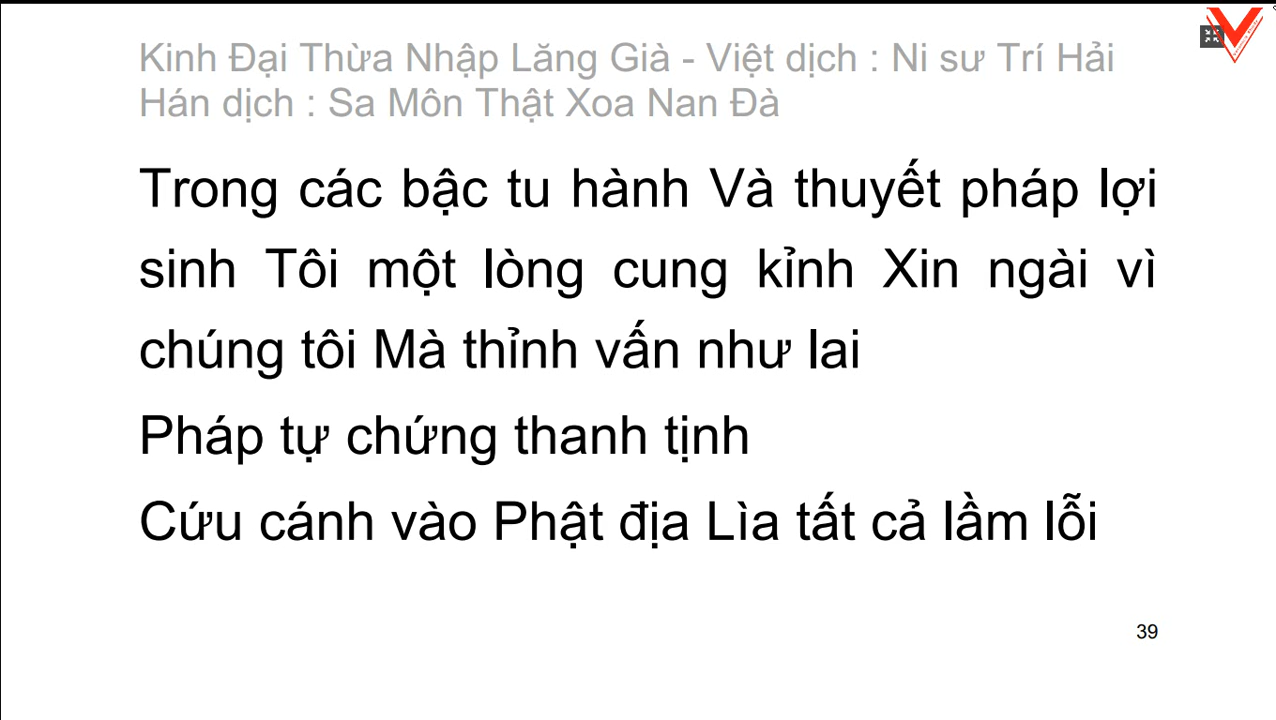 Kinh Đại Thừa Nhập Lăng Già - Việt dịch : Ni sư Trí Hải
Hán dịch : Sa Môn Thật Xoa Nan Đà
Trong các bậc tu hành Và thuyết pháp lợi
sinh Tôi một lòng cung kỉnh Xin ngài vì
chúng tôi Mà thỉnh vấn như lai
Pháp tự chứng thanh tịnh
Cứu cánh vào Phật địa Lìa tất cả lầm lỗi
39